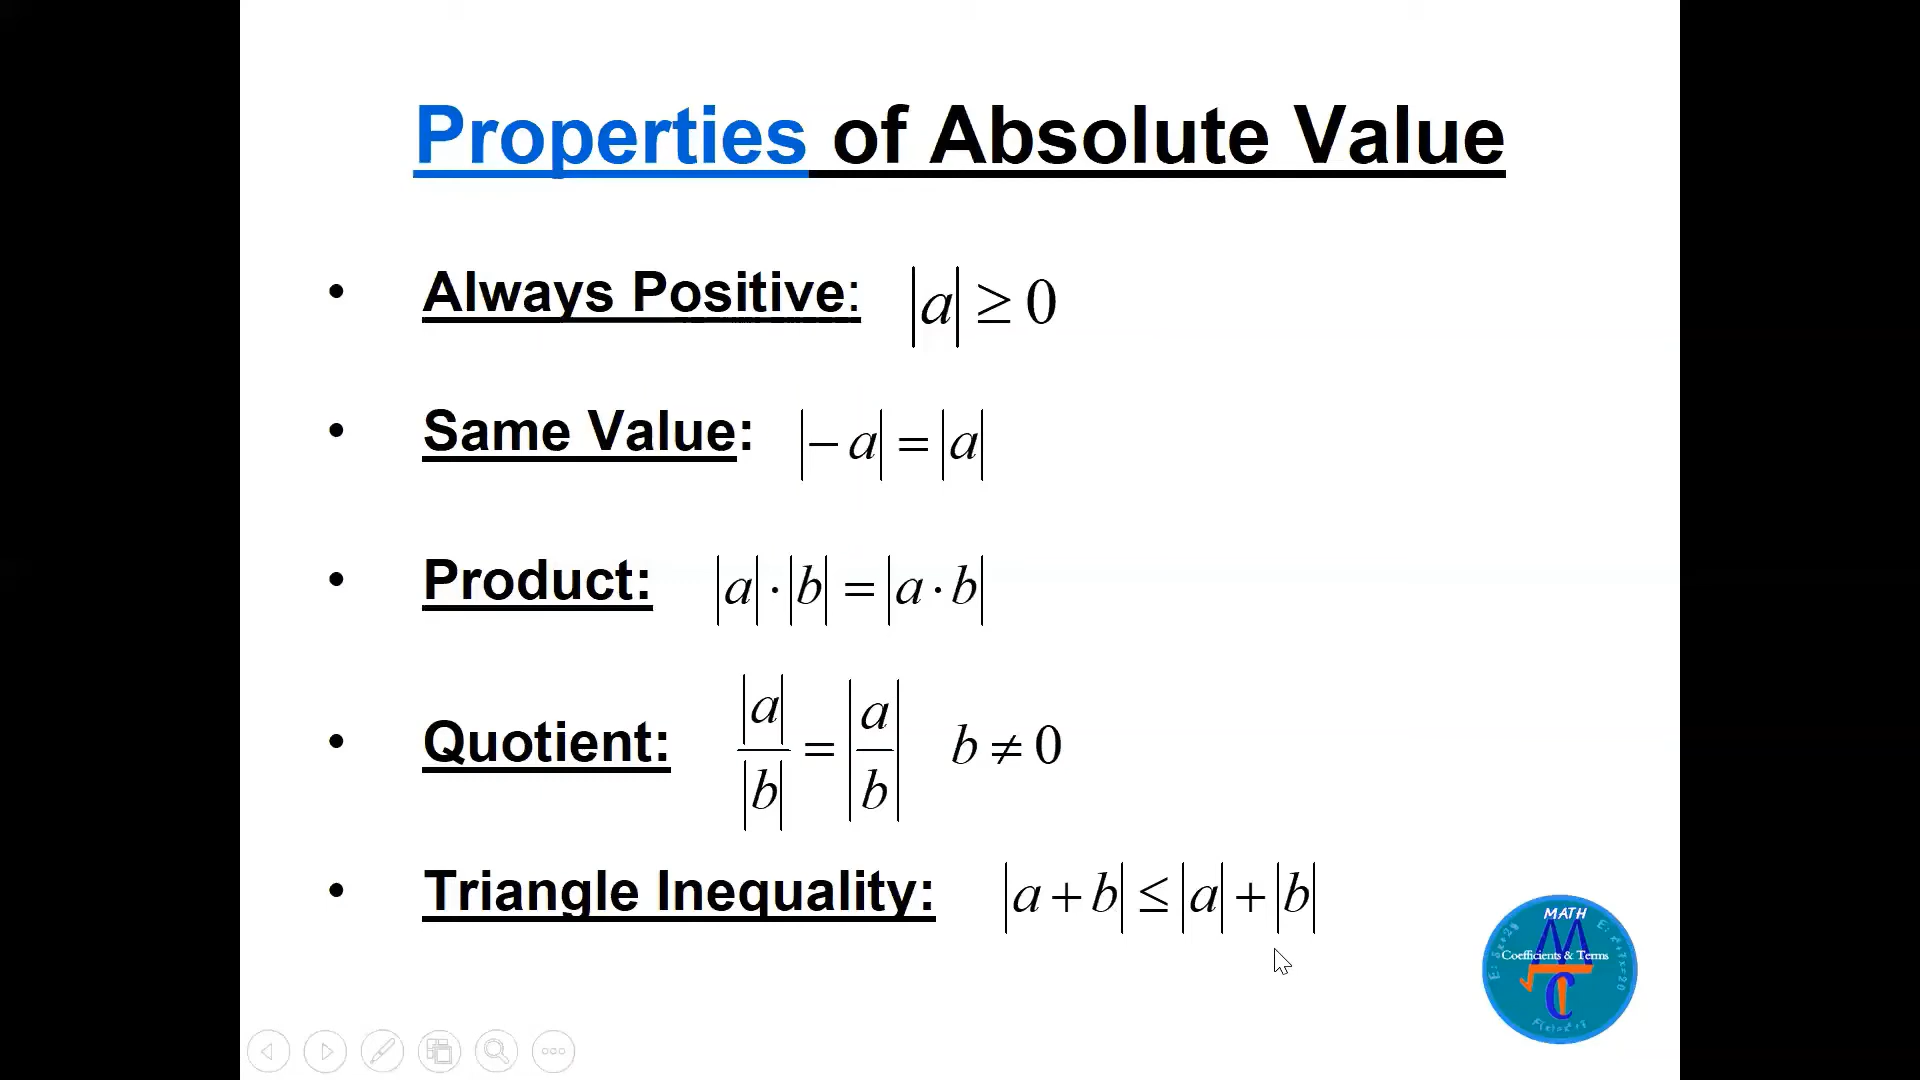 Properties of Absolute Value
• Always Positive: |a| ≥ 0
• Same Value: |−a| = |a|
• Product: |a|·|b| = |a·b|
• Quotient: |a|/|b| = |a/b| b ≠ 0
• Triangle Inequality: |a+b| ≤ |a|+|b|
MATH
Coefficients & Terms